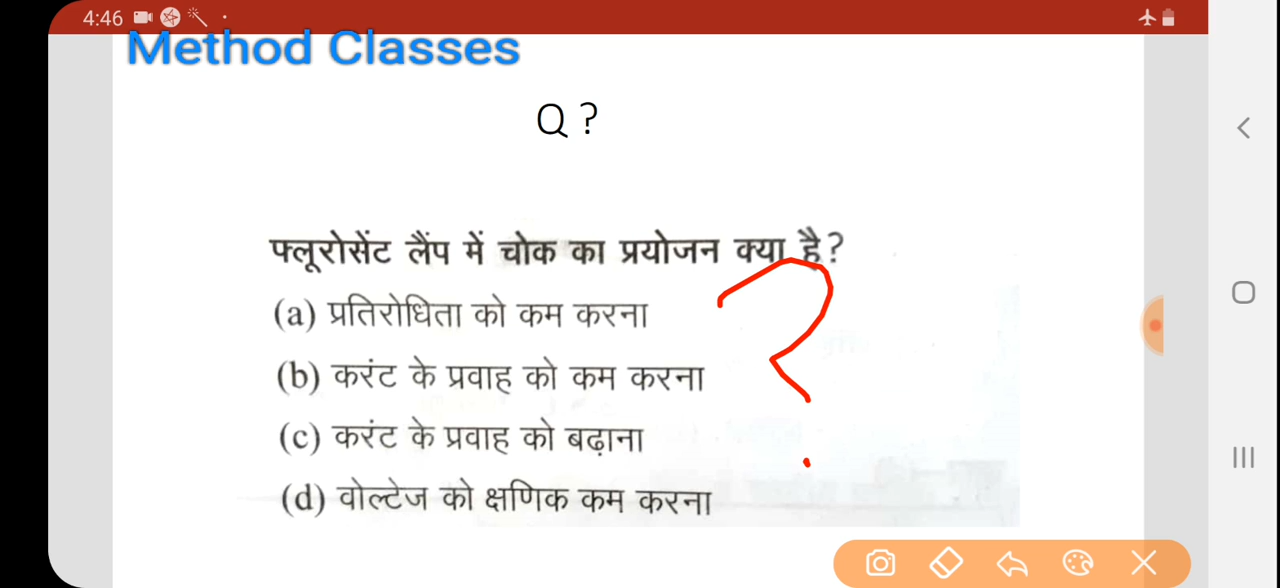 4:46
Method Classes
Q ?
फ्लूरोसेंट लैंप में चोक का प्रयोजन क्या है?
(a) प्रतिरोधिता को कम करना
(b) करंट के प्रवाह को कम करना
(c) करंट के प्रवाह को बढ़ाना
(d) वोल्टेज को क्षणिक कम करना
?